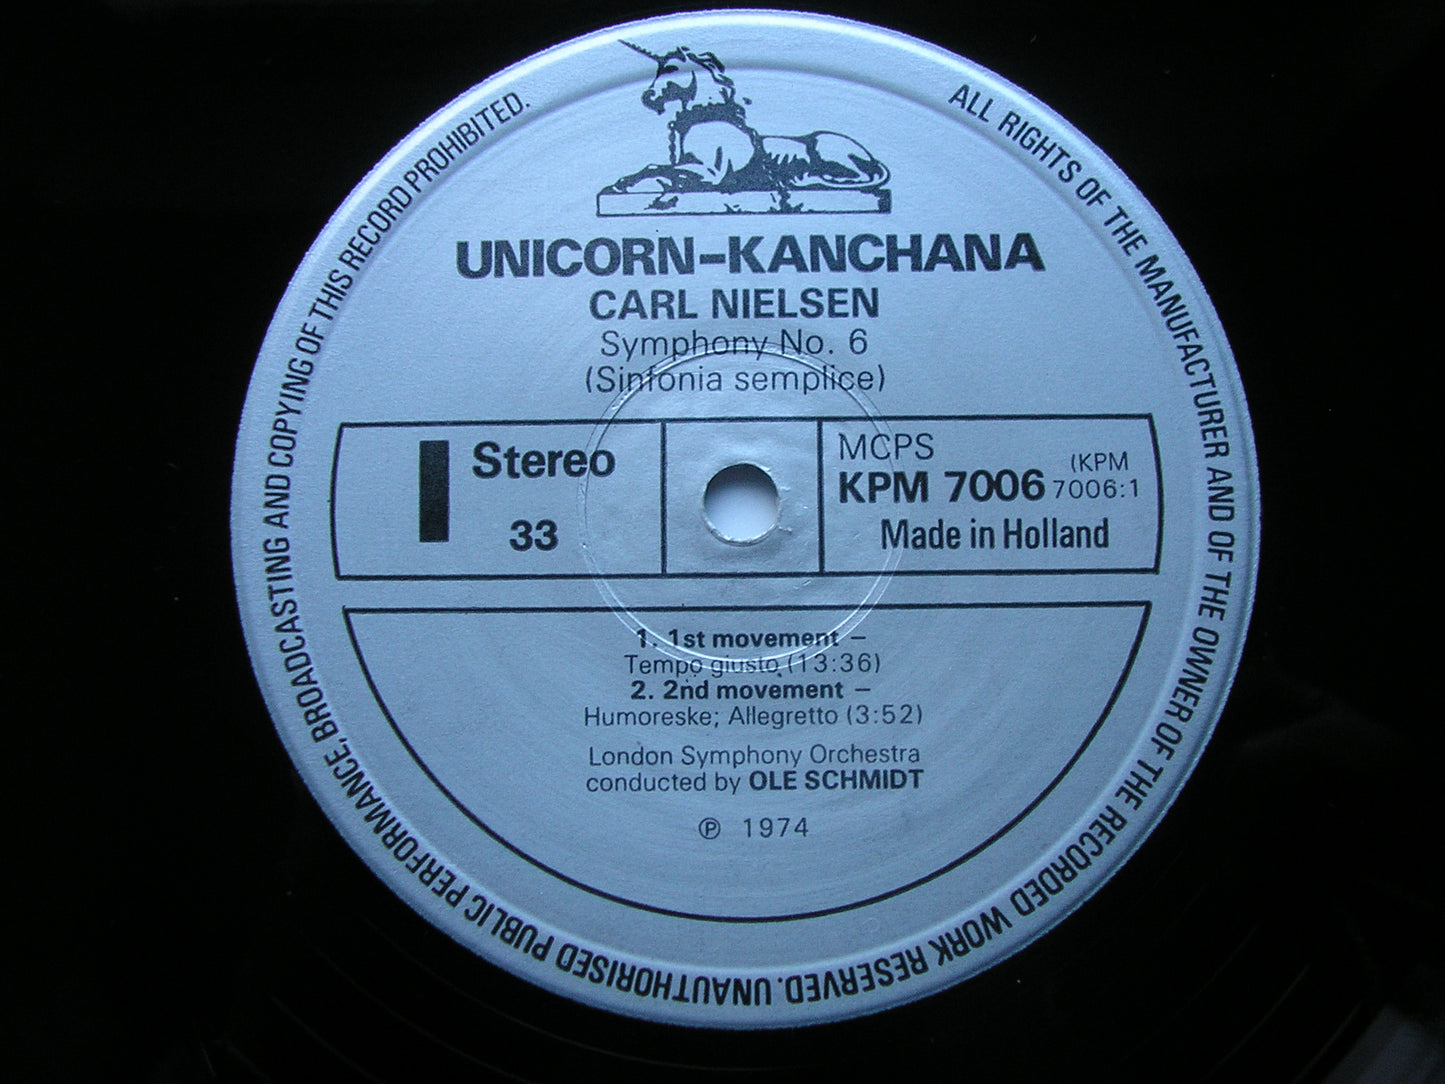 ALL RIGHTS OF THE MANUFACTURER AND OF THE OWNER OF THE RECORDED WORK RESERVED. UNAUTHORISED PUBLIC PERFORMANCE, BROADCASTING AND COPYING OF THIS RECORD PROHIBITED.
UNICORN–KANCHANA
CARL NIELSEN
Symphony No. 6
(Sinfonia semplice)
I Stereo
33
MCPS
KPM 7006 (KPM 7006:1
Made in Holland
1. 1st movement –
Tempo giusto (13:36)
2. 2nd movement –
Humoreske; Allegretto (3:52)
London Symphony Orchestra
conducted by OLE SCHMIDT
℗ 1974